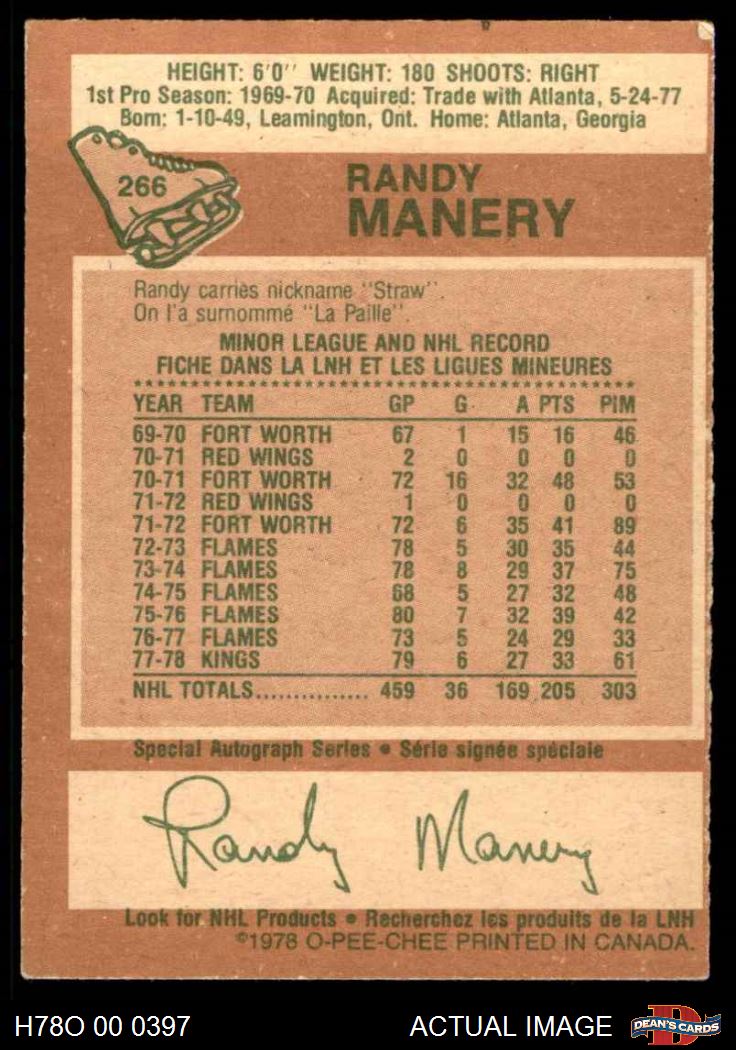 HEIGHT: 6'0'' WEIGHT: 180 SHOOTS: RIGHT
1st Pro Season: 1969-70 Acquired: Trade with Atlanta, 5-24-77
Born: 1-10-49, Leamington, Ont. Home: Atlanta, Georgia
266
RANDY
MANERY
Randy carries nickname "Straw".
On l'a surnommé "La Paille".
MINOR LEAGUE AND NHL RECORD
FICHE DANS LA LNH ET LES LIGUES MINEURES
YEAR TEAM GP G A PTS PIM
69-70 FORT WORTH 67 1 15 16 46
70-71 RED WINGS 2 0 0 0 0
70-71 FORT WORTH 72 16 32 48 53
71-72 RED WINGS 1 0 0 0 0
71-72 FORT WORTH 72 6 35 41 89
72-73 FLAMES 78 5 30 35 44
73-74 FLAMES 78 8 29 37 75
74-75 FLAMES 68 5 27 32 48
75-76 FLAMES 80 7 32 39 42
76-77 FLAMES 73 5 24 29 33
77-78 KINGS 79 6 27 33 61
NHL TOTALS................ 459 36 169 205 303
Special Autograph Series • Série signée spéciale
Randy Manery
Look for NHL Products • Recherchez les produits de la LNH
©1978 O-PEE-CHEE PRINTED IN CANADA.
H78O 00 0397 ACTUAL IMAGE DEAN'S CARDS